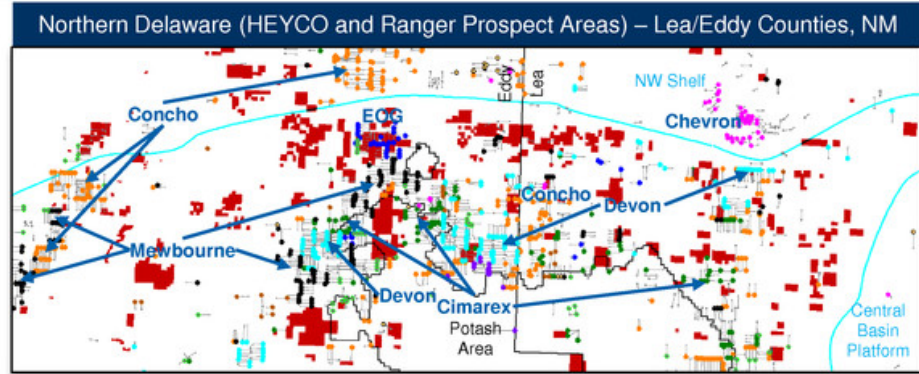 Northern Delaware (HEYCO and Ranger Prospect Areas) – Lea/Eddy Counties, NM
Eddy
Lea
NW Shelf
Concho
EOG
Chevron
Concho
Devon
Mewbourne
Devon
Cimarex
Potash
Area
Central
Basin
Platform